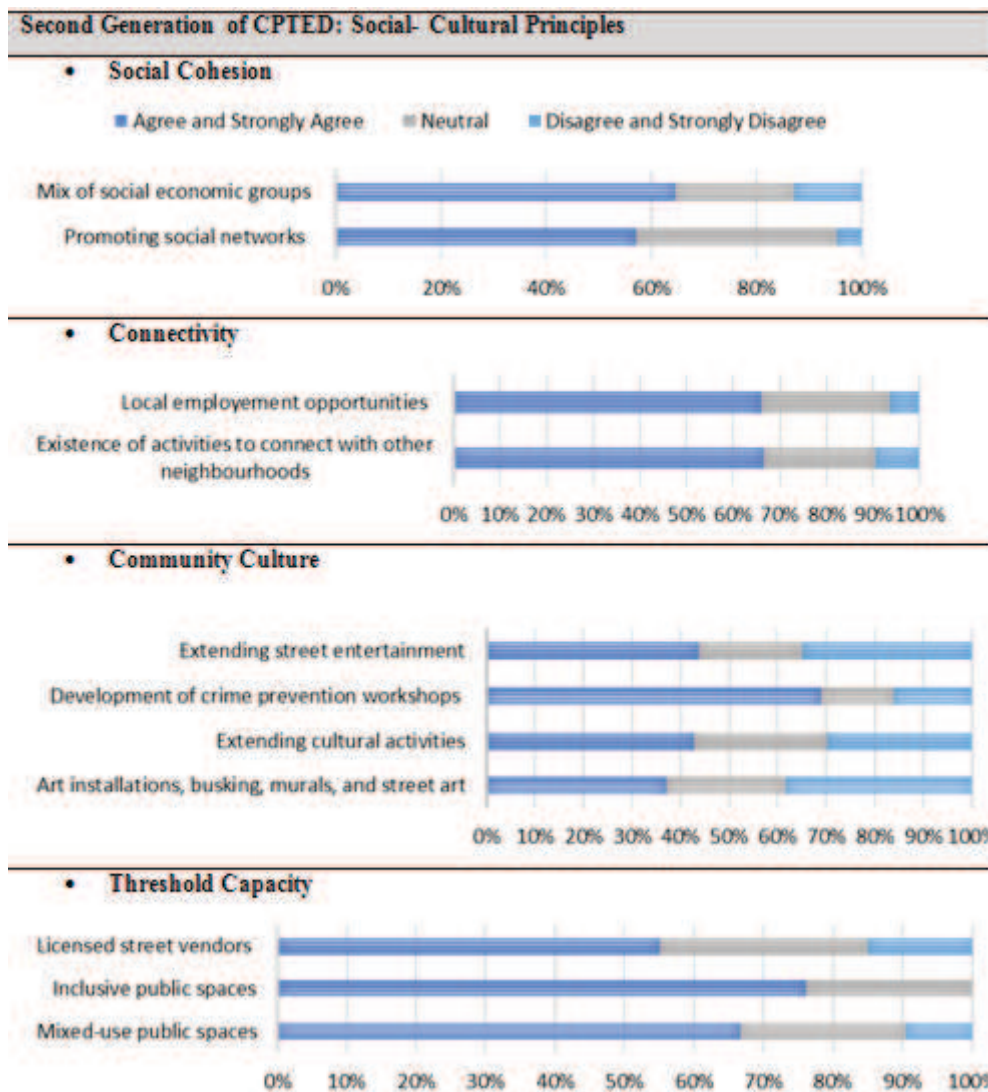 Second Generation of CPTED: Social- Cultural Principles
• Social Cohesion
Agree and Strongly Agree Neutral Disagree and Strongly Disagree
Mix of social economic groups
Promoting social networks
0% 20% 40% 60% 80% 100%
• Connectivity
Local employement opportunities
Existence of activities to connect with other
neighbourhoods
0% 10% 20% 30% 40% 50% 60% 70% 80% 90% 100%
• Community Culture
Extending street entertainment
Development of crime prevention workshops
Extending cultural activities
Art installations, busking, murals, and street art
0% 10% 20% 30% 40% 50% 60% 70% 80% 90% 100%
• Threshold Capacity
Licensed street vendors
Inclusive public spaces
Mixed-use public spaces
0% 10% 20% 30% 40% 50% 60% 70% 80% 90% 100%